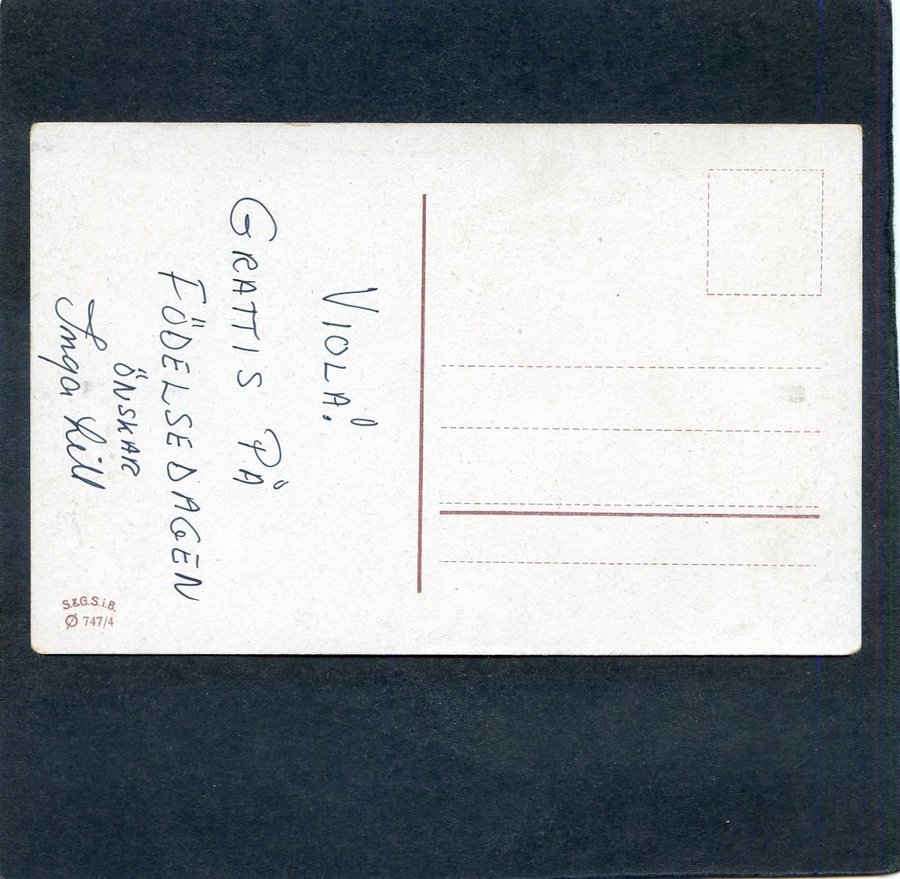 VIOLA!
GRATTIS PÅ
FÖDELSEDAGEN
ÖNSKAR
Inga Lill
S.&G.S.i.B.
Ø 747/4